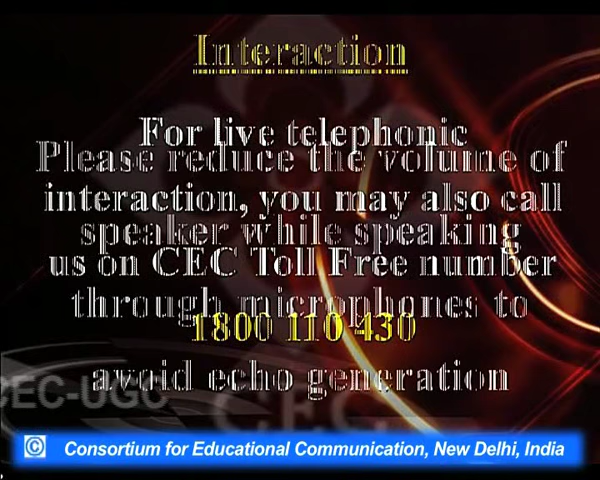 Interaction
For live telephonic
Please reduce the volume of
interaction, you may also call
speaker while speaking
us on CEC Toll Free number
through microphones to
1800 110 430
avoid echo generation
CEC-UGC
CEC
© Consortium for Educational Communication, New Delhi, India